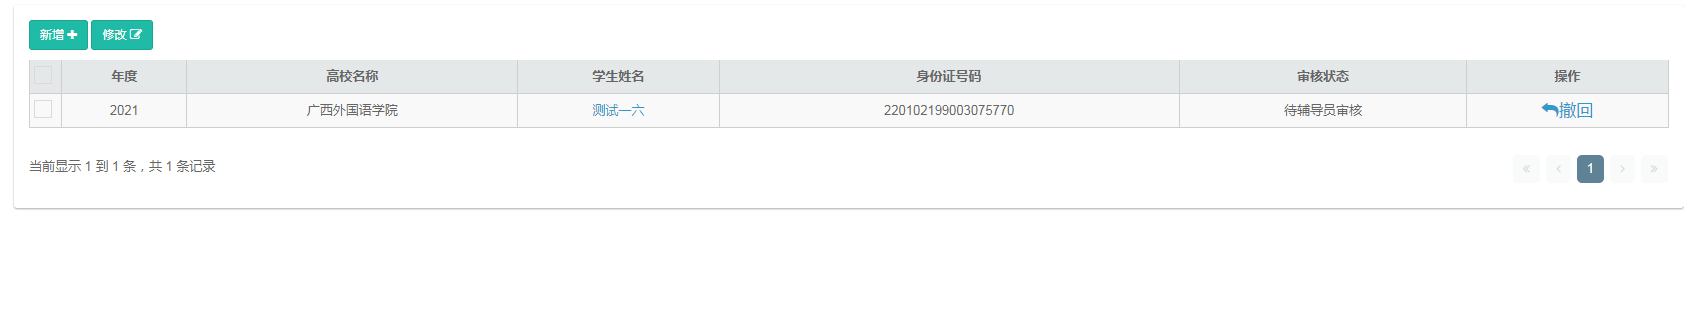 新增 修改
年度 高校名称 学生姓名 身份证号码 审核状态 操作
2021 广西外国语学院 测试一六 220102199003075770 待辅导员审核 撤回
当前显示 1 到 1 条，共 1 条记录 « ‹ 1 › »